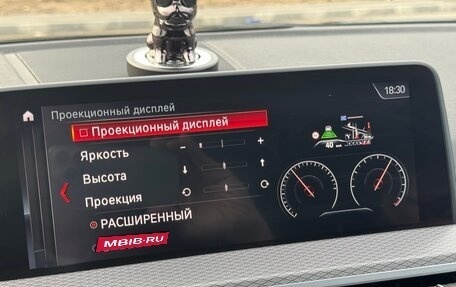 18:30
Проекционный дисплей
Проекционный дисплей
Яркость
Высота
Проекция
РАСШИРЕННЫЙ
MBIB-RU
40